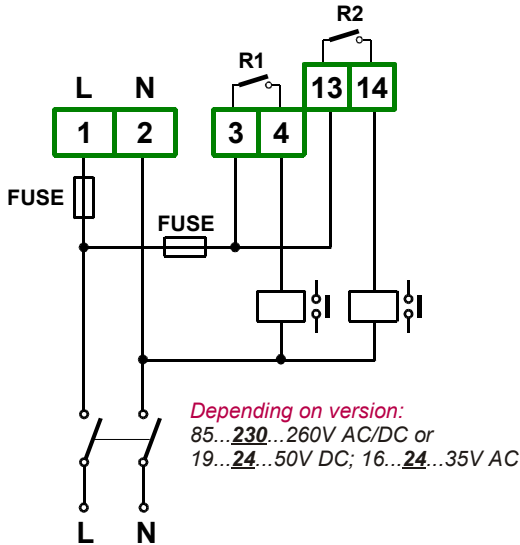 R2
R1
L N
13 14
1 2 3 4
FUSE
FUSE
Depending on version:
85...230...260V AC/DC or
19...24...50V DC; 16...24...35V AC
L N